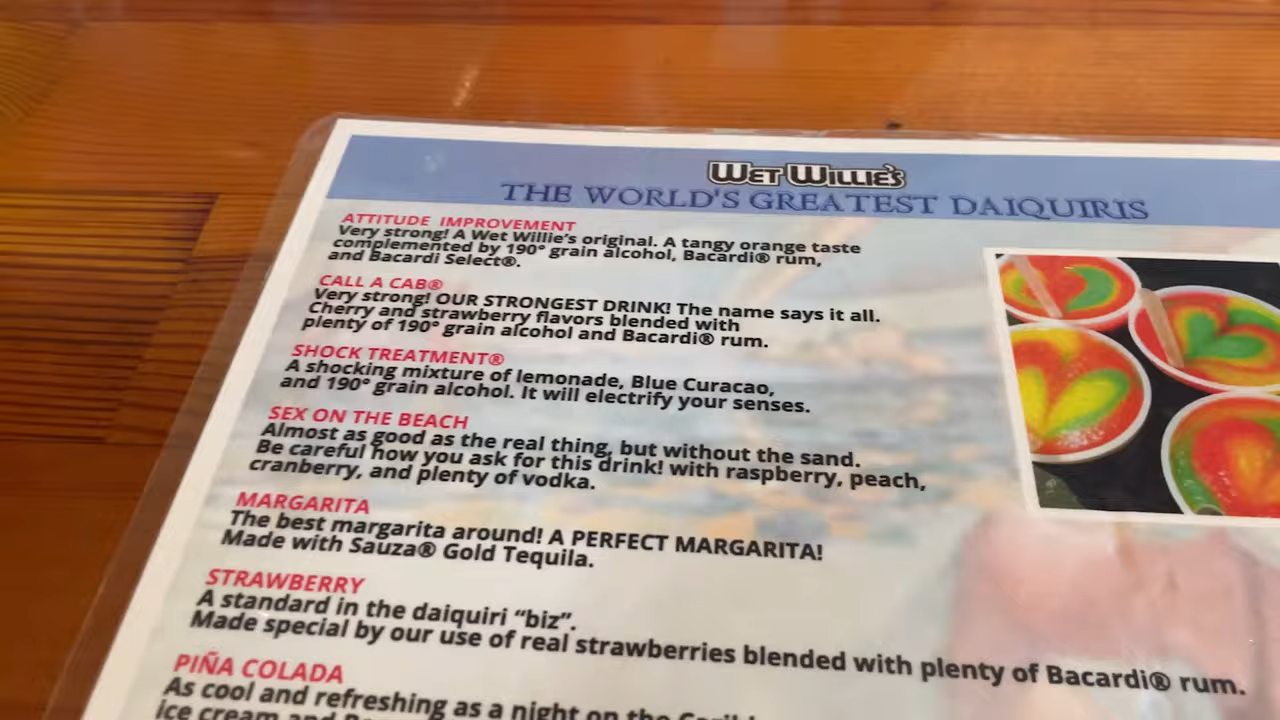 WET WILLIE'S
THE WORLD'S GREATEST DAIQUIRIS
ATTITUDE IMPROVEMENT
Very strong! A Wet Willie's original. A tangy orange taste
complemented by 190° grain alcohol, Bacardi® rum,
and Bacardi Select®.
CALL A CAB®
Very strong! OUR STRONGEST DRINK! The name says it all.
Cherry and strawberry flavors blended with
plenty of 190° grain alcohol and Bacardi® rum.
SHOCK TREATMENT®
A shocking mixture of lemonade, Blue Curacao,
and 190° grain alcohol. It will electrify your senses.
SEX ON THE BEACH
Almost as good as the real thing, but without the sand.
Be careful how you ask for this drink! with raspberry, peach,
cranberry, and plenty of vodka.
MARGARITA
The best margarita around! A PERFECT MARGARITA!
Made with Sauza® Gold Tequila.
STRAWBERRY
A standard in the daiquiri “biz”.
Made special by our use of real strawberries blended with plenty of Bacardi® rum.
PIÑA COLADA
As cool and refreshing as a night on the
ice cream and